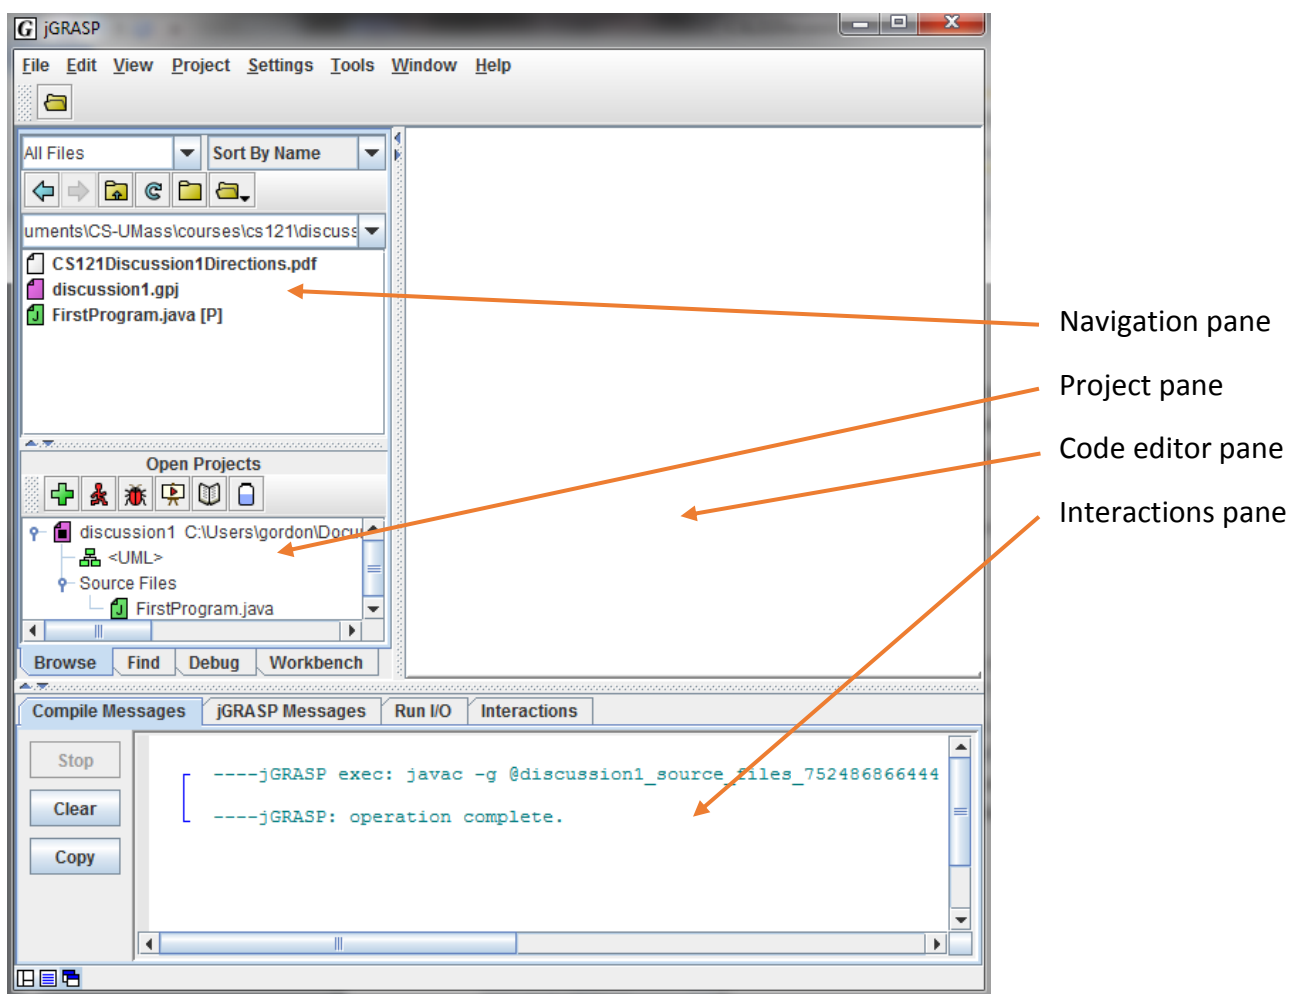 jGRASP
File Edit View Project Settings Tools Window Help
All Files Sort By Name
uments\CS-UMass\courses\cs121\discuss
CS121Discussion1Directions.pdf
discussion1.gpj
FirstProgram.java [P]
Navigation pane
Project pane
Code editor pane
Interactions pane
Open Projects
discussion1 C:\Users\gordon\Docu
<UML>
Source Files
FirstProgram.java
Browse Find Debug Workbench
Compile Messages jGRASP Messages Run I/O Interactions
Stop
Clear
Copy
----jGRASP exec: javac -g @discussion1_source_files_752486866444
----jGRASP: operation complete.